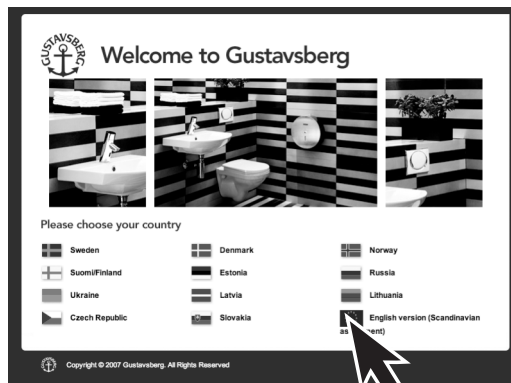 GUSTAVSBERG
Welcome to Gustavsberg
Please choose your country
Sweden
Denmark
Norway
Suomi/Finland
Estonia
Russia
Ukraine
Latvia
Lithuania
Czech Republic
Slovakia
English version (Scandinavian
Copyright © 2007 Gustavsberg. All Rights Reserved